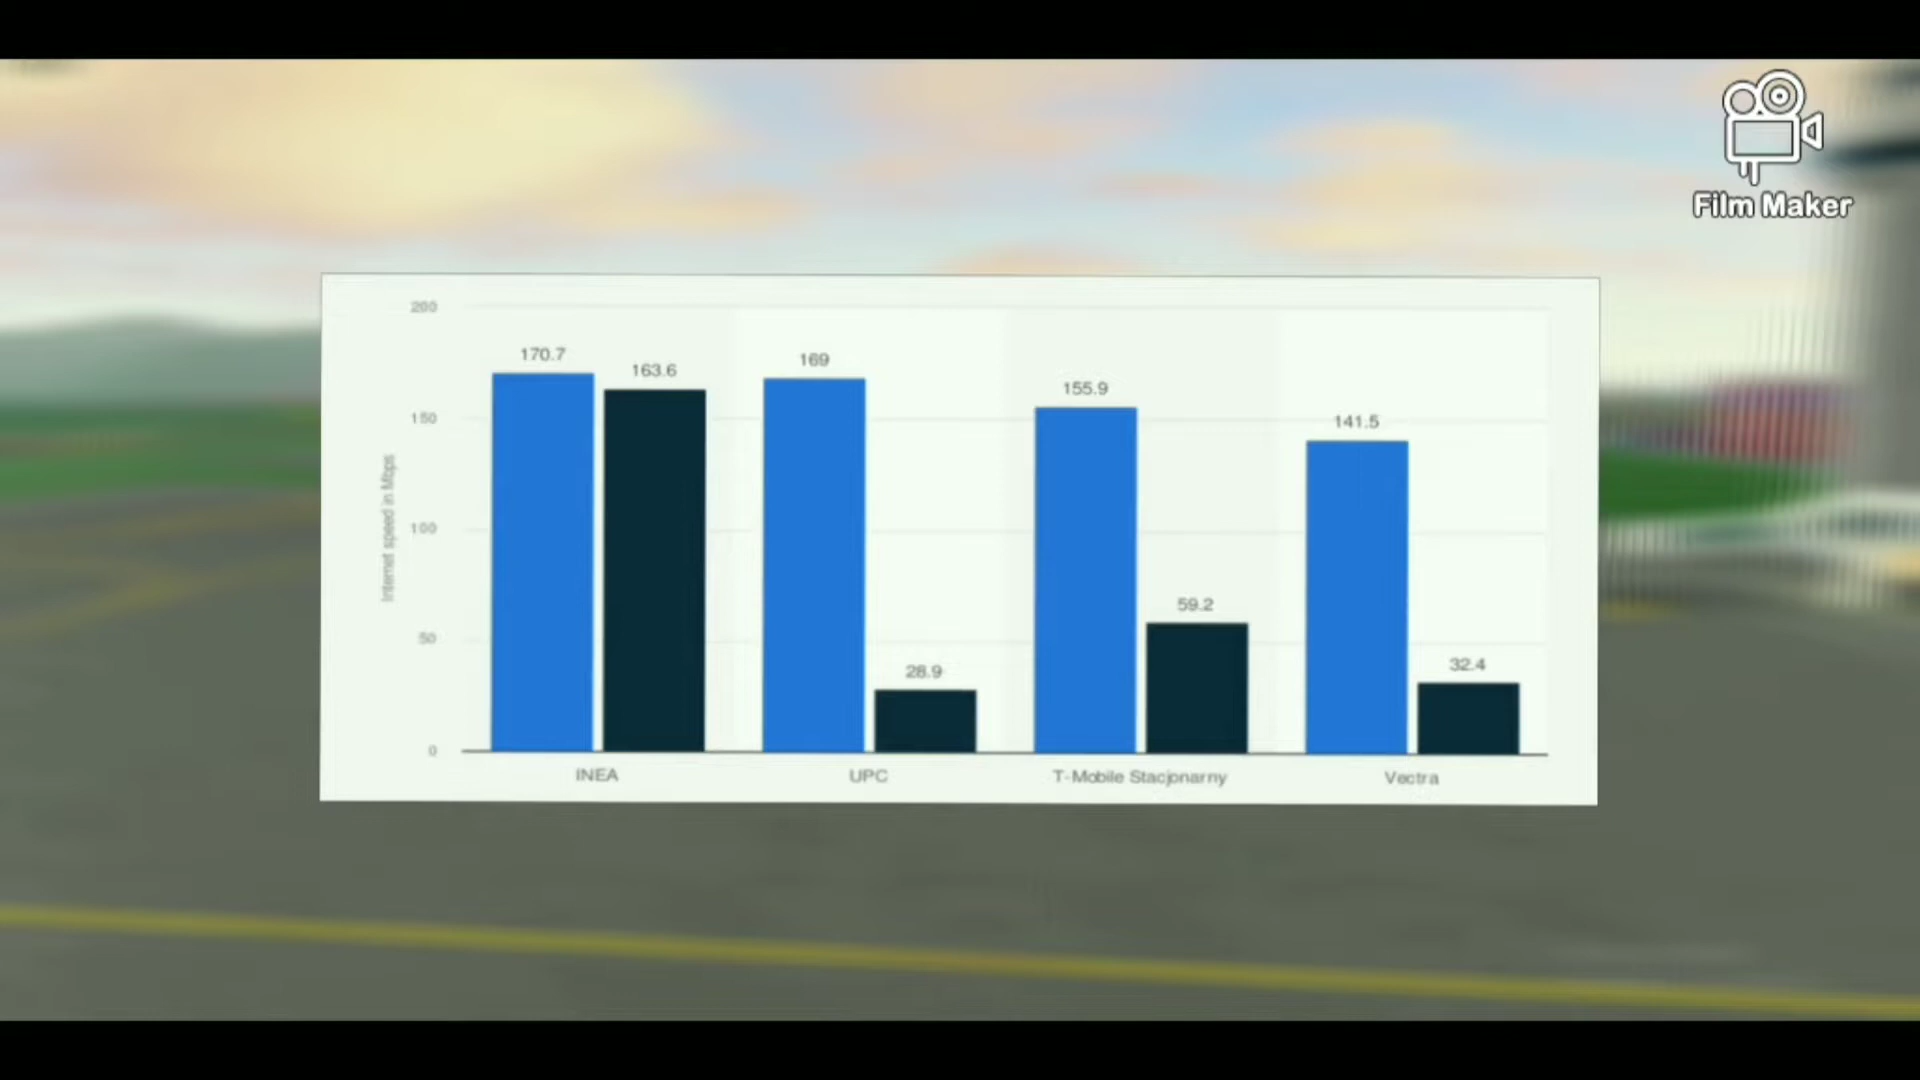 Film Maker
200
150
100
50
0
Internet speed in Mbps
170.7
163.6
169
28.9
155.9
59.2
141.5
32.4
INEA
UPC
T-Mobile Stacjonarny
Vectra